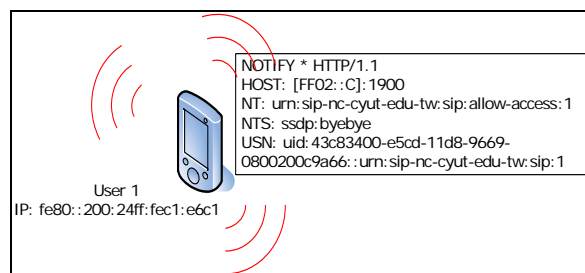 NOTIFY * HTTP/1.1
HOST: [FF02::C]:1900
NT: urn:sip-nc-cyut-edu-tw:sip:allow-access:1
NTS: ssdp:byebye
USN: uid:43c83400-e5cd-11d8-9669-
0800200c9a66::urn:sip-nc-cyut-edu-tw:sip:1
User 1
IP: fe80::200:24ff:fec1:e6c1